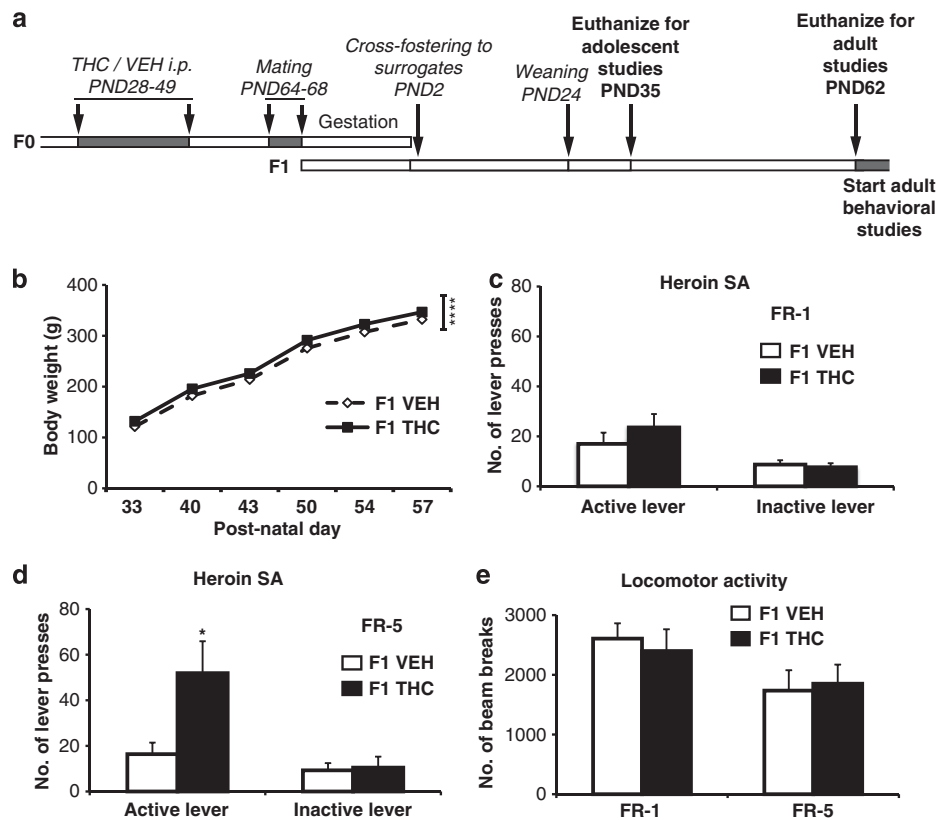 a
THC / VEH i.p.
PND28-49
Mating
PND64-68
Gestation
Cross-fostering to
surrogates
PND2
Weaning
PND24
Euthanize for
adolescent
studies
PND35
Euthanize for
adult
studies
PND62
F0
F1
Start adult
behavioral
studies
b
Body weight (g)
400
300
200
100
0
33 40 43 50 54 57
Post-natal day
F1 VEH
F1 THC
****
c
Heroin SA
FR-1
No. of lever presses
80
60
40
20
0
F1 VEH
F1 THC
Active lever Inactive lever
d
Heroin SA
FR-5
No. of lever presses
80
60
40
20
0
*
F1 VEH
F1 THC
Active lever Inactive lever
e
Locomotor activity
No. of beam breaks
3000
2000
1000
0
F1 VEH
F1 THC
FR-1 FR-5